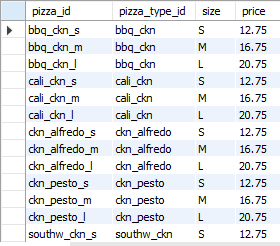 pizza_id pizza_type_id size price
bbq_ckn_s bbq_ckn S 12.75
bbq_ckn_m bbq_ckn M 16.75
bbq_ckn_l bbq_ckn L 20.75
cali_ckn_s cali_ckn S 12.75
cali_ckn_m cali_ckn M 16.75
cali_ckn_l cali_ckn L 20.75
ckn_alfredo_s ckn_alfredo S 12.75
ckn_alfredo_m ckn_alfredo M 16.75
ckn_alfredo_l ckn_alfredo L 20.75
ckn_pesto_s ckn_pesto S 12.75
ckn_pesto_m ckn_pesto M 16.75
ckn_pesto_l ckn_pesto L 20.75
southw_ckn_s southw_ckn S 12.75